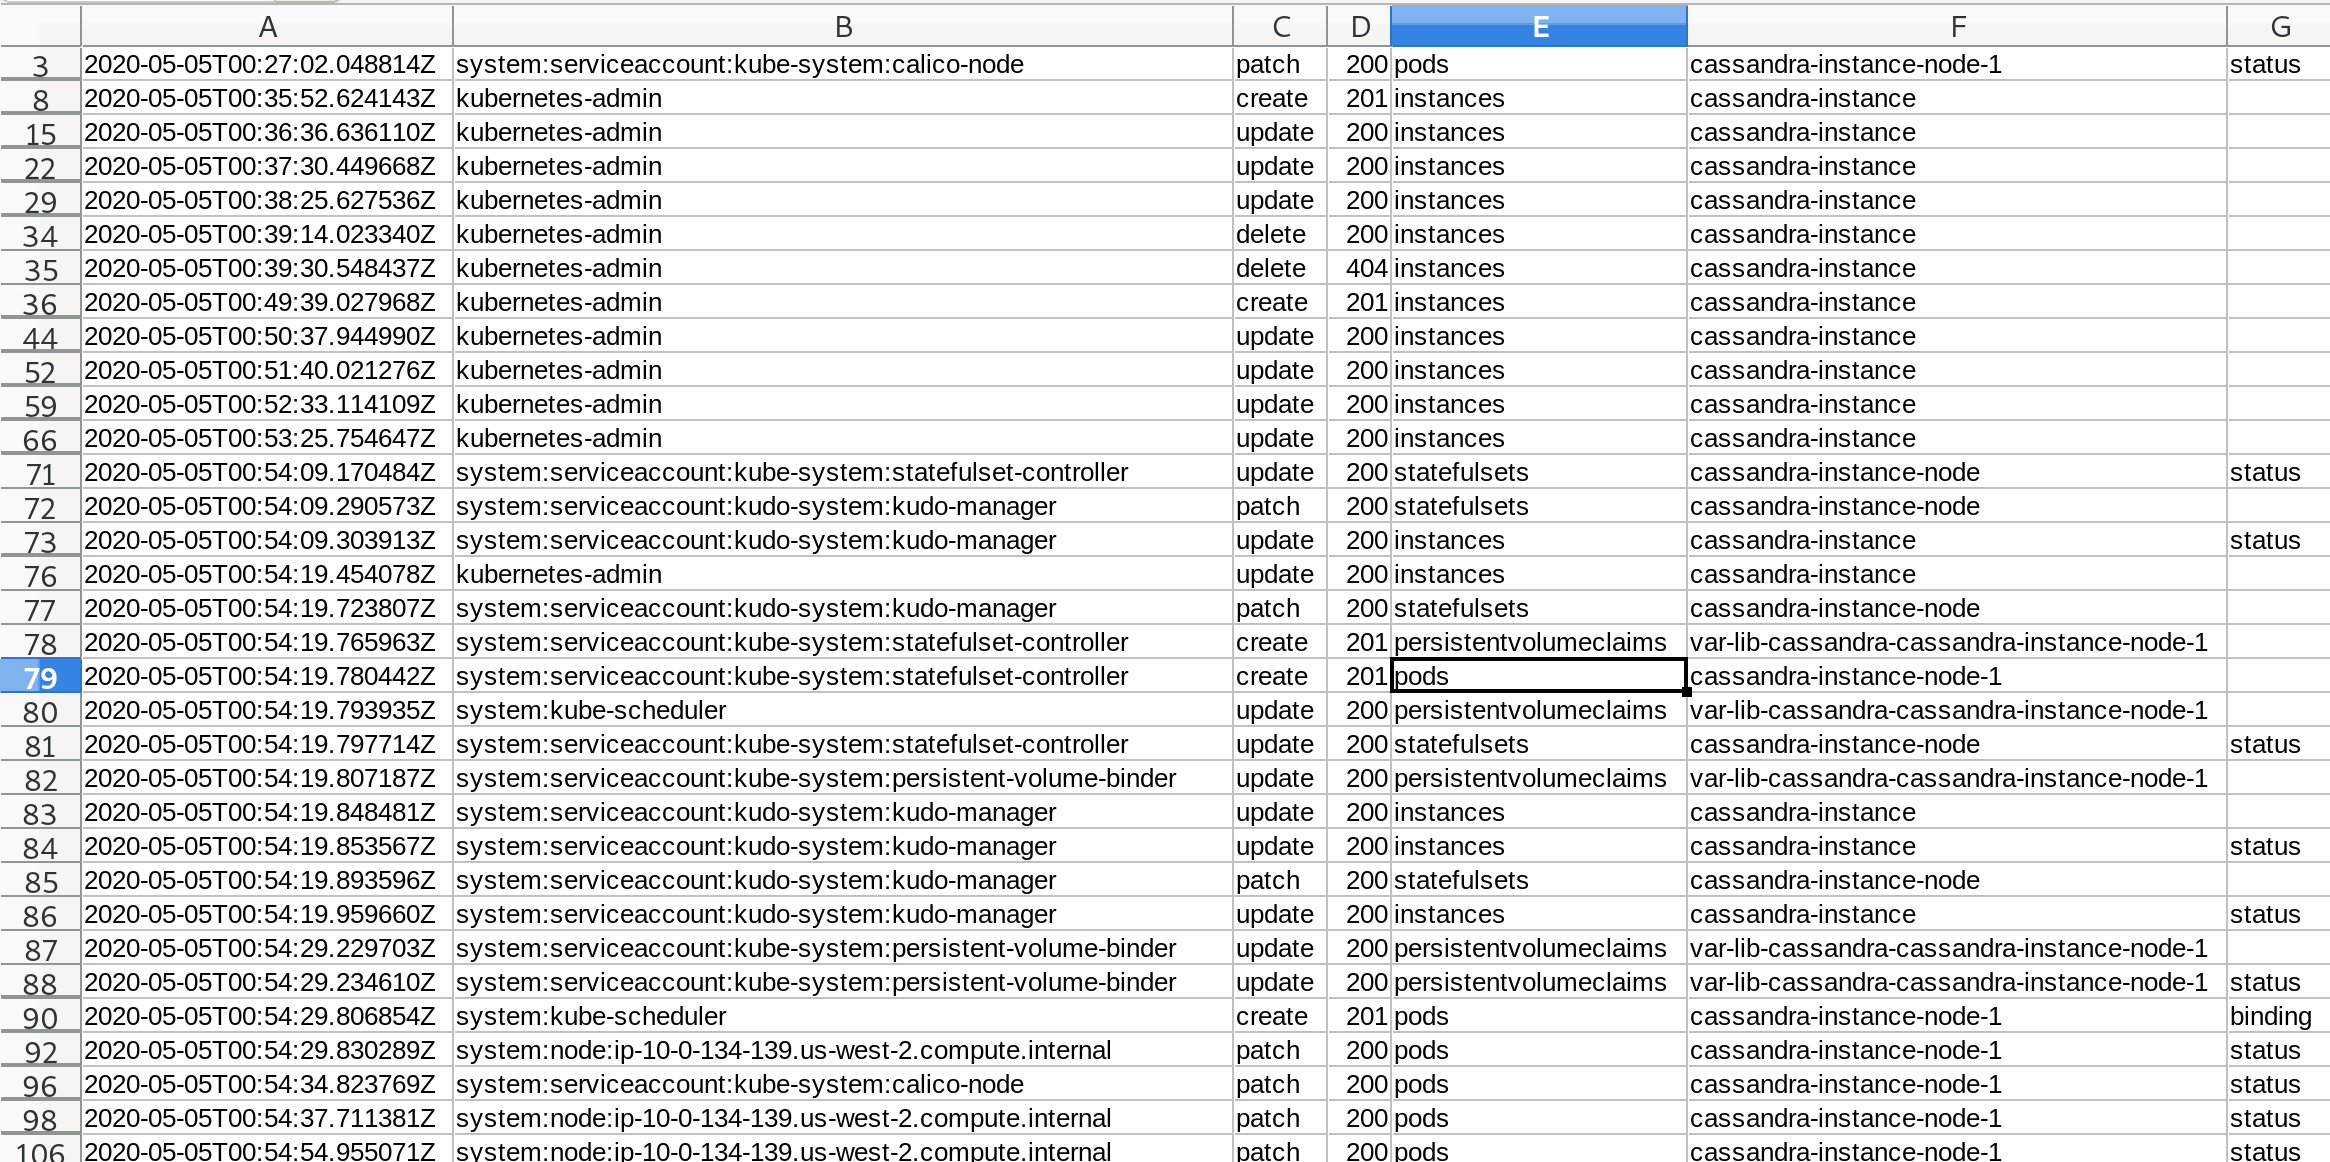 A B C D E F G
3 2020-05-05T00:27:02.048814Z system:serviceaccount:kube-system:calico-node patch 200 pods cassandra-instance-node-1 status
8 2020-05-05T00:35:52.624143Z kubernetes-admin create 201 instances cassandra-instance
15 2020-05-05T00:36:36.636110Z kubernetes-admin update 200 instances cassandra-instance
22 2020-05-05T00:37:30.449668Z kubernetes-admin update 200 instances cassandra-instance
29 2020-05-05T00:38:25.627536Z kubernetes-admin update 200 instances cassandra-instance
34 2020-05-05T00:39:14.023340Z kubernetes-admin delete 200 instances cassandra-instance
35 2020-05-05T00:39:30.548437Z kubernetes-admin delete 404 instances cassandra-instance
36 2020-05-05T00:49:39.027968Z kubernetes-admin create 201 instances cassandra-instance
44 2020-05-05T00:50:37.944990Z kubernetes-admin update 200 instances cassandra-instance
52 2020-05-05T00:51:40.021276Z kubernetes-admin update 200 instances cassandra-instance
59 2020-05-05T00:52:33.114109Z kubernetes-admin update 200 instances cassandra-instance
66 2020-05-05T00:53:25.754647Z kubernetes-admin update 200 instances cassandra-instance
71 2020-05-05T00:54:09.170484Z system:serviceaccount:kube-system:statefulset-controller update 200 statefulsets cassandra-instance-node status
72 2020-05-05T00:54:09.290573Z system:serviceaccount:kudo-system:kudo-manager patch 200 statefulsets cassandra-instance-node
73 2020-05-05T00:54:09.303913Z system:serviceaccount:kudo-system:kudo-manager update 200 instances cassandra-instance status
76 2020-05-05T00:54:19.454078Z kubernetes-admin update 200 instances cassandra-instance
77 2020-05-05T00:54:19.723807Z system:serviceaccount:kudo-system:kudo-manager patch 200 statefulsets cassandra-instance-node
78 2020-05-05T00:54:19.765963Z system:serviceaccount:kube-system:statefulset-controller create 201 persistentvolumeclaims var-lib-cassandra-cassandra-instance-node-1
79 2020-05-05T00:54:19.780442Z system:serviceaccount:kube-system:statefulset-controller create 201 pods cassandra-instance-node-1
80 2020-05-05T00:54:19.793935Z system:kube-scheduler update 200 persistentvolumeclaims var-lib-cassandra-cassandra-instance-node-1
81 2020-05-05T00:54:19.797714Z system:serviceaccount:kube-system:statefulset-controller update 200 statefulsets cassandra-instance-node status
82 2020-05-05T00:54:19.807187Z system:serviceaccount:kube-system:persistent-volume-binder update 200 persistentvolumeclaims var-lib-cassandra-cassandra-instance-node-1
83 2020-05-05T00:54:19.848481Z system:serviceaccount:kudo-system:kudo-manager update 200 instances cassandra-instance
84 2020-05-05T00:54:19.853567Z system:serviceaccount:kudo-system:kudo-manager update 200 instances cassandra-instance status
85 2020-05-05T00:54:19.893596Z system:serviceaccount:kudo-system:kudo-manager patch 200 statefulsets cassandra-instance-node
86 2020-05-05T00:54:19.959660Z system:serviceaccount:kudo-system:kudo-manager update 200 instances cassandra-instance status
87 2020-05-05T00:54:29.229703Z system:serviceaccount:kube-system:persistent-volume-binder update 200 persistentvolumeclaims var-lib-cassandra-cassandra-instance-node-1
88 2020-05-05T00:54:29.234610Z system:serviceaccount:kube-system:persistent-volume-binder update 200 persistentvolumeclaims var-lib-cassandra-cassandra-instance-node-1 status
90 2020-05-05T00:54:29.806854Z system:kube-scheduler create 201 pods cassandra-instance-node-1 binding
92 2020-05-05T00:54:29.830289Z system:node:ip-10-0-134-139.us-west-2.compute.internal patch 200 pods cassandra-instance-node-1 status
96 2020-05-05T00:54:34.823769Z system:serviceaccount:kube-system:calico-node patch 200 pods cassandra-instance-node-1 status
98 2020-05-05T00:54:37.711381Z system:node:ip-10-0-134-139.us-west-2.compute.internal patch 200 pods cassandra-instance-node-1 status
106 2020-05-05T00:54:54.955071Z system:node:ip-10-0-134-139.us-west-2.compute.internal patch 200 pods cassandra-instance-node-1 status